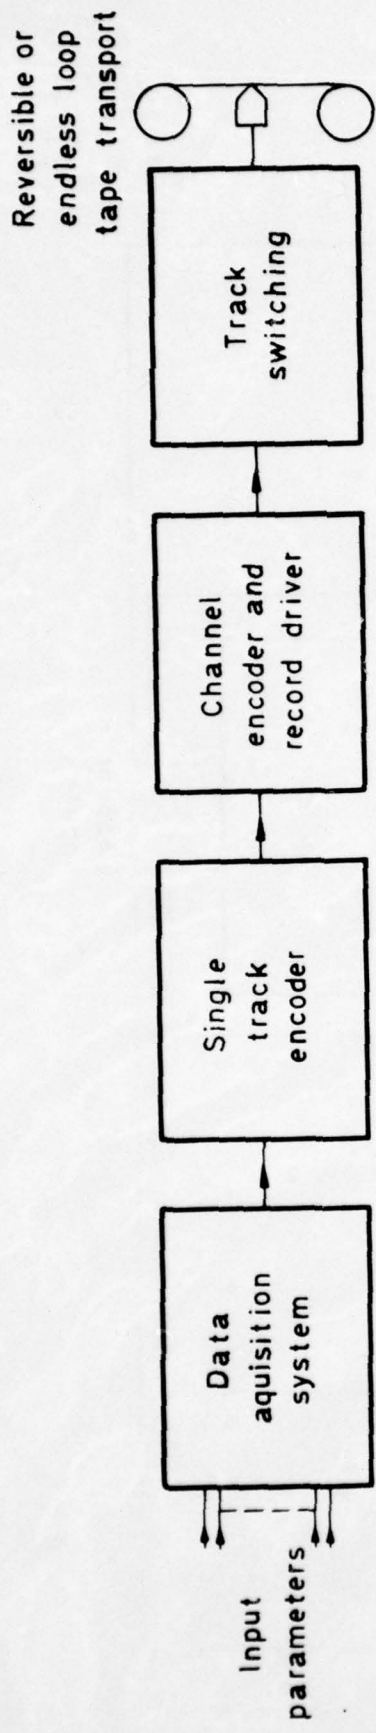 Input
parameters
Data
aquisition
system
Single
track
encoder
Channel
encoder and
record driver
Track
switching
Reversible or
endless loop
tape transport